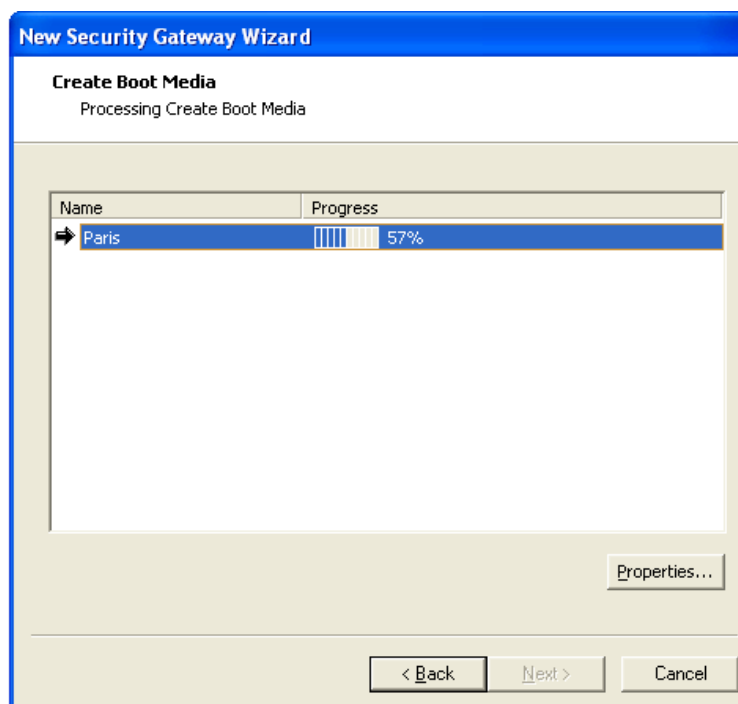 New Security Gateway Wizard
Create Boot Media
Processing Create Boot Media
Name Progress
Paris 57%
Properties...
< Back Next > Cancel